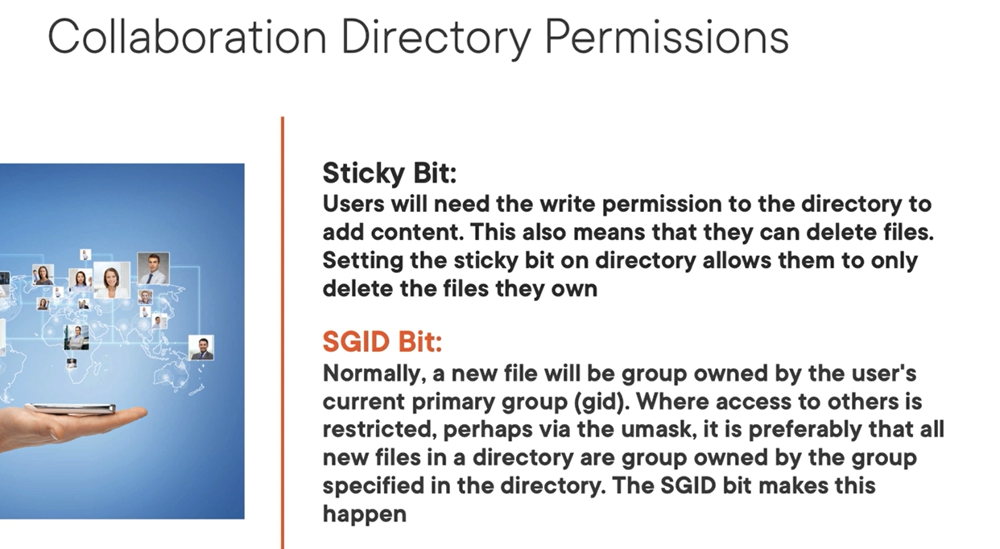 Collaboration Directory Permissions
Sticky Bit:
Users will need the write permission to the directory to
add content. This also means that they can delete files.
Setting the sticky bit on directory allows them to only
delete the files they own
SGID Bit:
Normally, a new file will be group owned by the user's
current primary group (gid). Where access to others is
restricted, perhaps via the umask, it is preferably that all
new files in a directory are group owned by the group
specified in the directory. The SGID bit makes this
happen